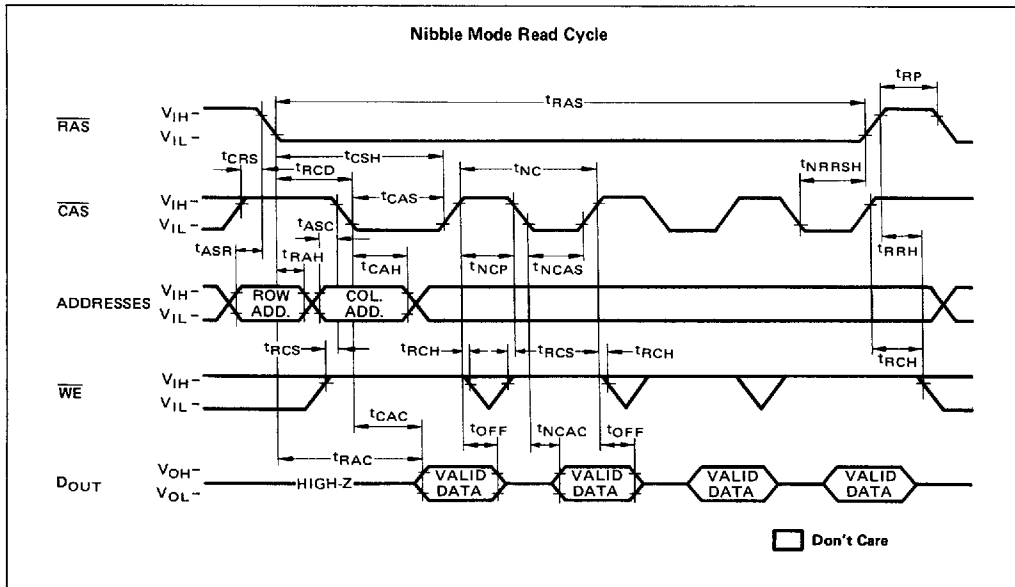 Nibble Mode Read Cycle
tRP
tRAS
RAS
VIH–
VIL–
tCRS
tRCD
tCSH
tNC
tNRRSH
CAS
VIH–
VIL–
tCAS
tASC
tASR
tRAH
tCAH
tNCP
tNCAS
tRRH
ADDRESSES
VIH–
VIL–
ROW
ADD.
COL.
ADD.
tRCS
tRCH
tRCS
tRCH
tRCH
WE
VIH–
VIL–
tCAC
tOFF
tNCAC
tOFF
tRAC
DOUT
VOH–
VOL–
HIGH-Z
VALID
DATA
VALID
DATA
VALID
DATA
VALID
DATA
Don't Care